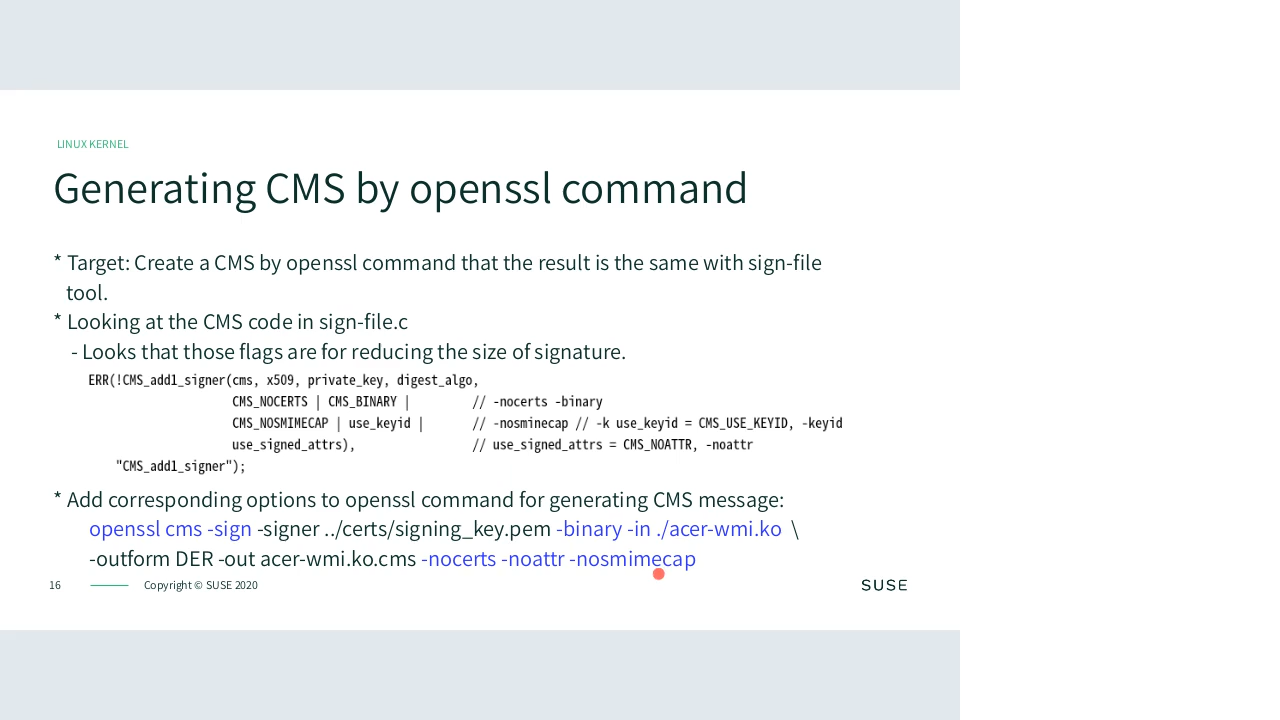 LINUX KERNEL
Generating CMS by openssl command
* Target: Create a CMS by openssl command that the result is the same with sign-file
tool.
* Looking at the CMS code in sign-file.c
- Looks that those flags are for reducing the size of signature.
ERR(!CMS_add1_signer(cms, x509, private_key, digest_algo,
CMS_NOCERTS | CMS_BINARY | // -nocerts -binary
CMS_NOSMIMECAP | use_keyid | // -nosminecap // -k use_keyid = CMS_USE_KEYID, -keyid
use_signed_attrs), // use_signed_attrs = CMS_NOATTR, -noattr
"CMS_add1_signer");
* Add corresponding options to openssl command for generating CMS message:
openssl cms -sign -signer ../certs/signing_key.pem -binary -in ./acer-wmi.ko \
-outform DER -out acer-wmi.ko.cms -nocerts -noattr -nosmimecap
16 Copyright © SUSE 2020 SUSE